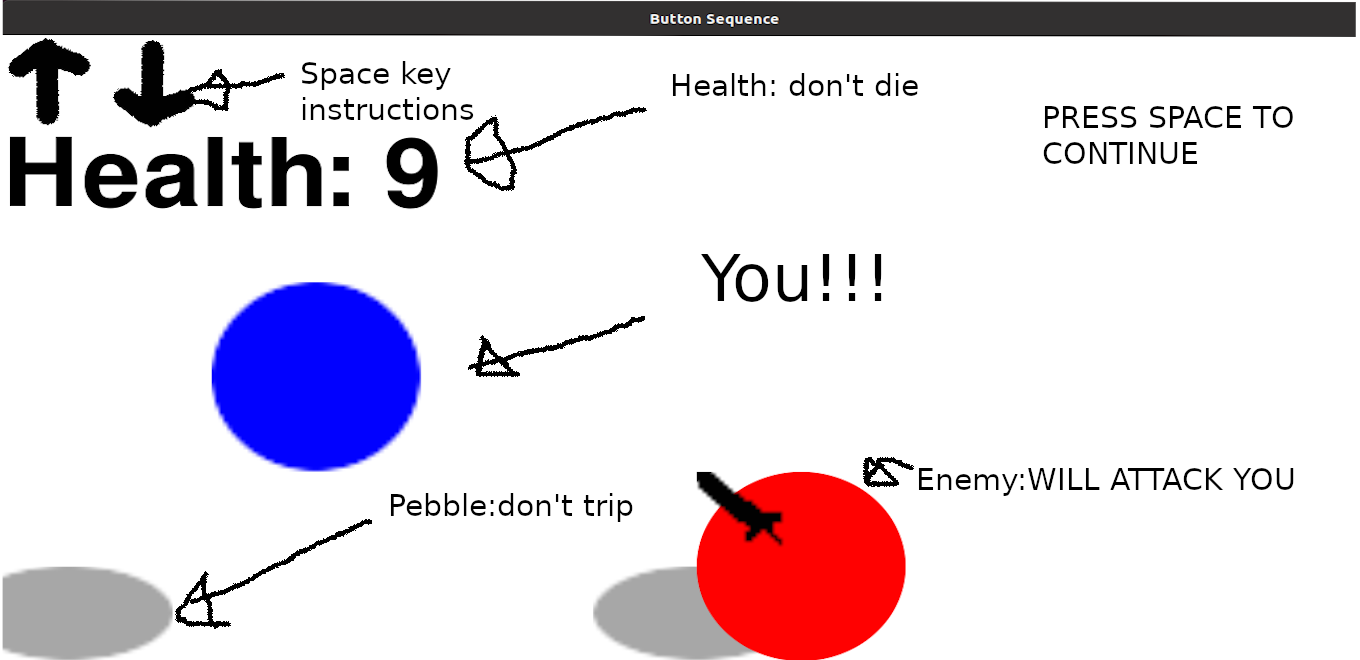 Button Sequence
Space key
instructions
Health: don't die
PRESS SPACE TO
CONTINUE
Health: 9
You!!!
Enemy:WILL ATTACK YOU
Pebble:don't trip